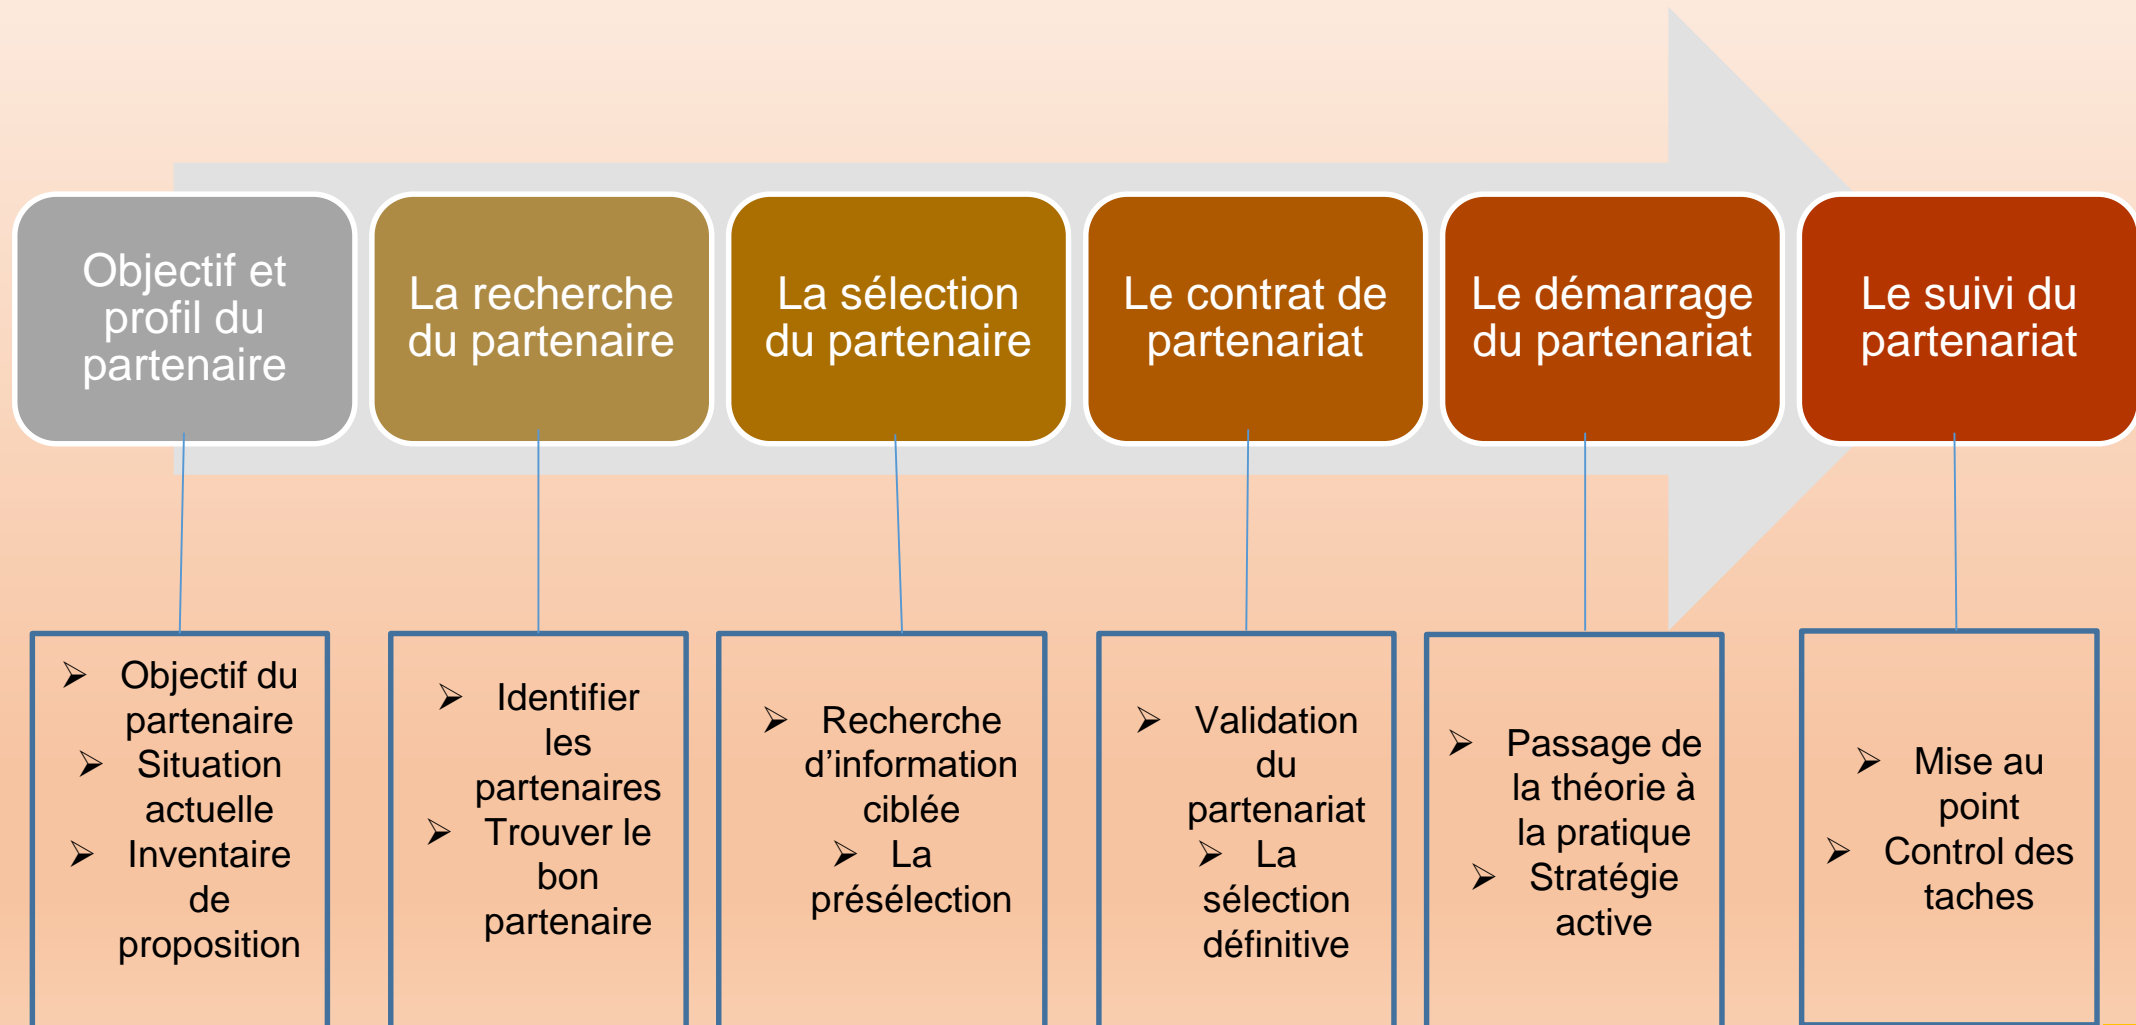 Objectif et
profil du
partenaire
La recherche
du partenaire
La sélection
du partenaire
Le contrat de
partenariat
Le démarrage
du partenariat
Le suivi du
partenariat
➢ Objectif du
partenaire
➢ Situation
actuelle
➢ Inventaire
de
proposition
➢ Identifier
les
partenaires
➢ Trouver le
bon
partenaire
➢ Recherche
d’information
ciblée
➢ La
présélection
➢ Validation
du
partenariat
➢ La
sélection
définitive
➢ Passage de
la théorie à
la pratique
➢ Stratégie
active
➢ Mise au
point
➢ Control des
taches